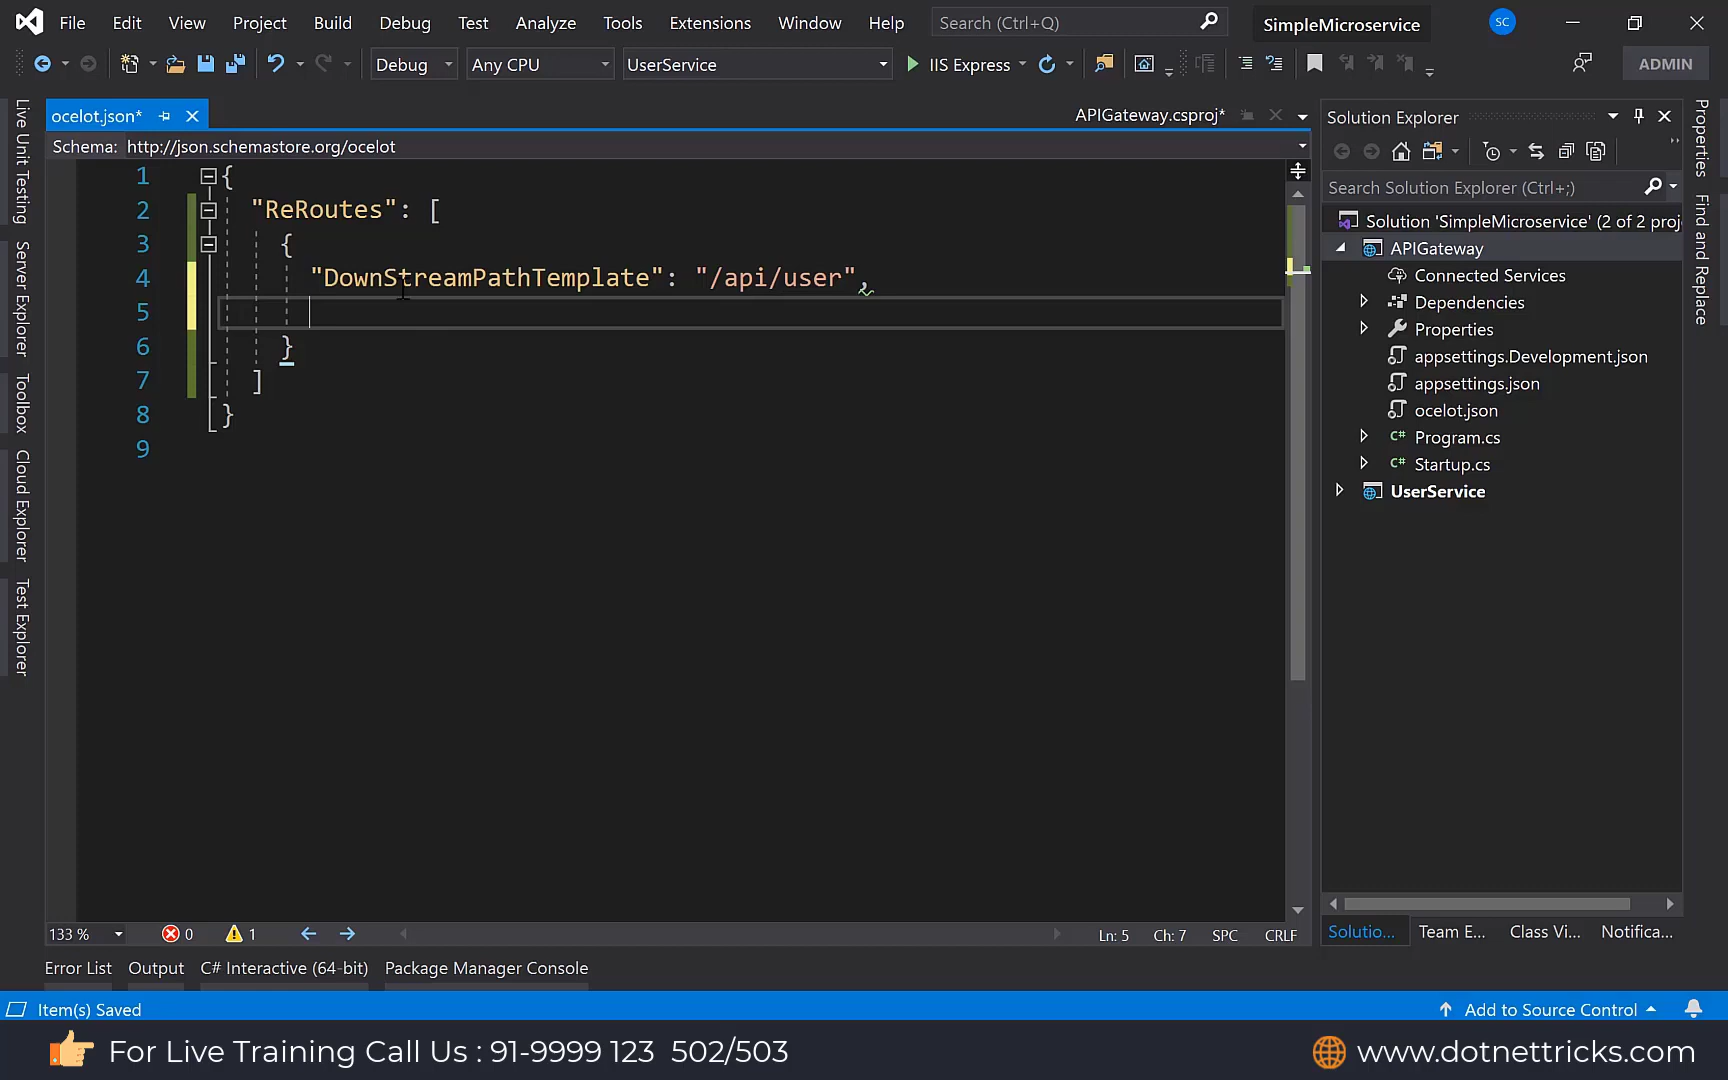 File Edit View Project Build Debug Test Analyze Tools Extensions Window Help Search (Ctrl+Q) SimpleMicroservice SC
Debug Any CPU UserService IIS Express ADMIN
ocelot.json* APIGateway.csproj*
Schema: http://json.schemastore.org/ocelot
1 {
2 "ReRoutes": [
3 {
4 "DownStreamPathTemplate": "/api/user",
5
6 }
7 ]
8 }
9
Live Unit Testing
Server Explorer
Toolbox
Cloud Explorer
Test Explorer
Solution Explorer
Search Solution Explorer (Ctrl+;)
Solution 'SimpleMicroservice' (2 of 2 proj
APIGateway
Connected Services
Dependencies
Properties
appsettings.Development.json
appsettings.json
ocelot.json
C# Program.cs
C# Startup.cs
UserService
Properties
Find and Replace
133 % 0 1 Ln: 5 Ch: 7 SPC CRLF
Solutio... Team E... Class Vi... Notifica...
Error List Output C# Interactive (64-bit) Package Manager Console
Item(s) Saved Add to Source Control
For Live Training Call Us : 91-9999 123 502/503 www.dotnettricks.com